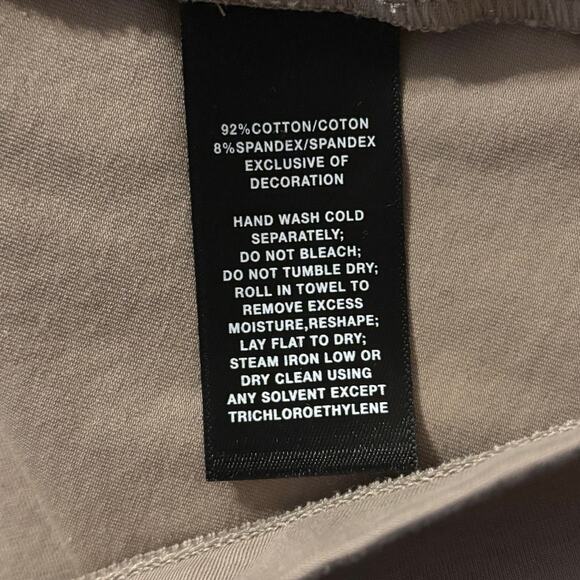 92%COTTON/COTON
8%SPANDEX/SPANDEX
EXCLUSIVE OF
DECORATION
HAND WASH COLD
SEPARATELY;
DO NOT BLEACH;
DO NOT TUMBLE DRY;
ROLL IN TOWEL TO
REMOVE EXCESS
MOISTURE,RESHAPE;
LAY FLAT TO DRY;
STEAM IRON LOW OR
DRY CLEAN USING
ANY SOLVENT EXCEPT
TRICHLOROETHYLENE